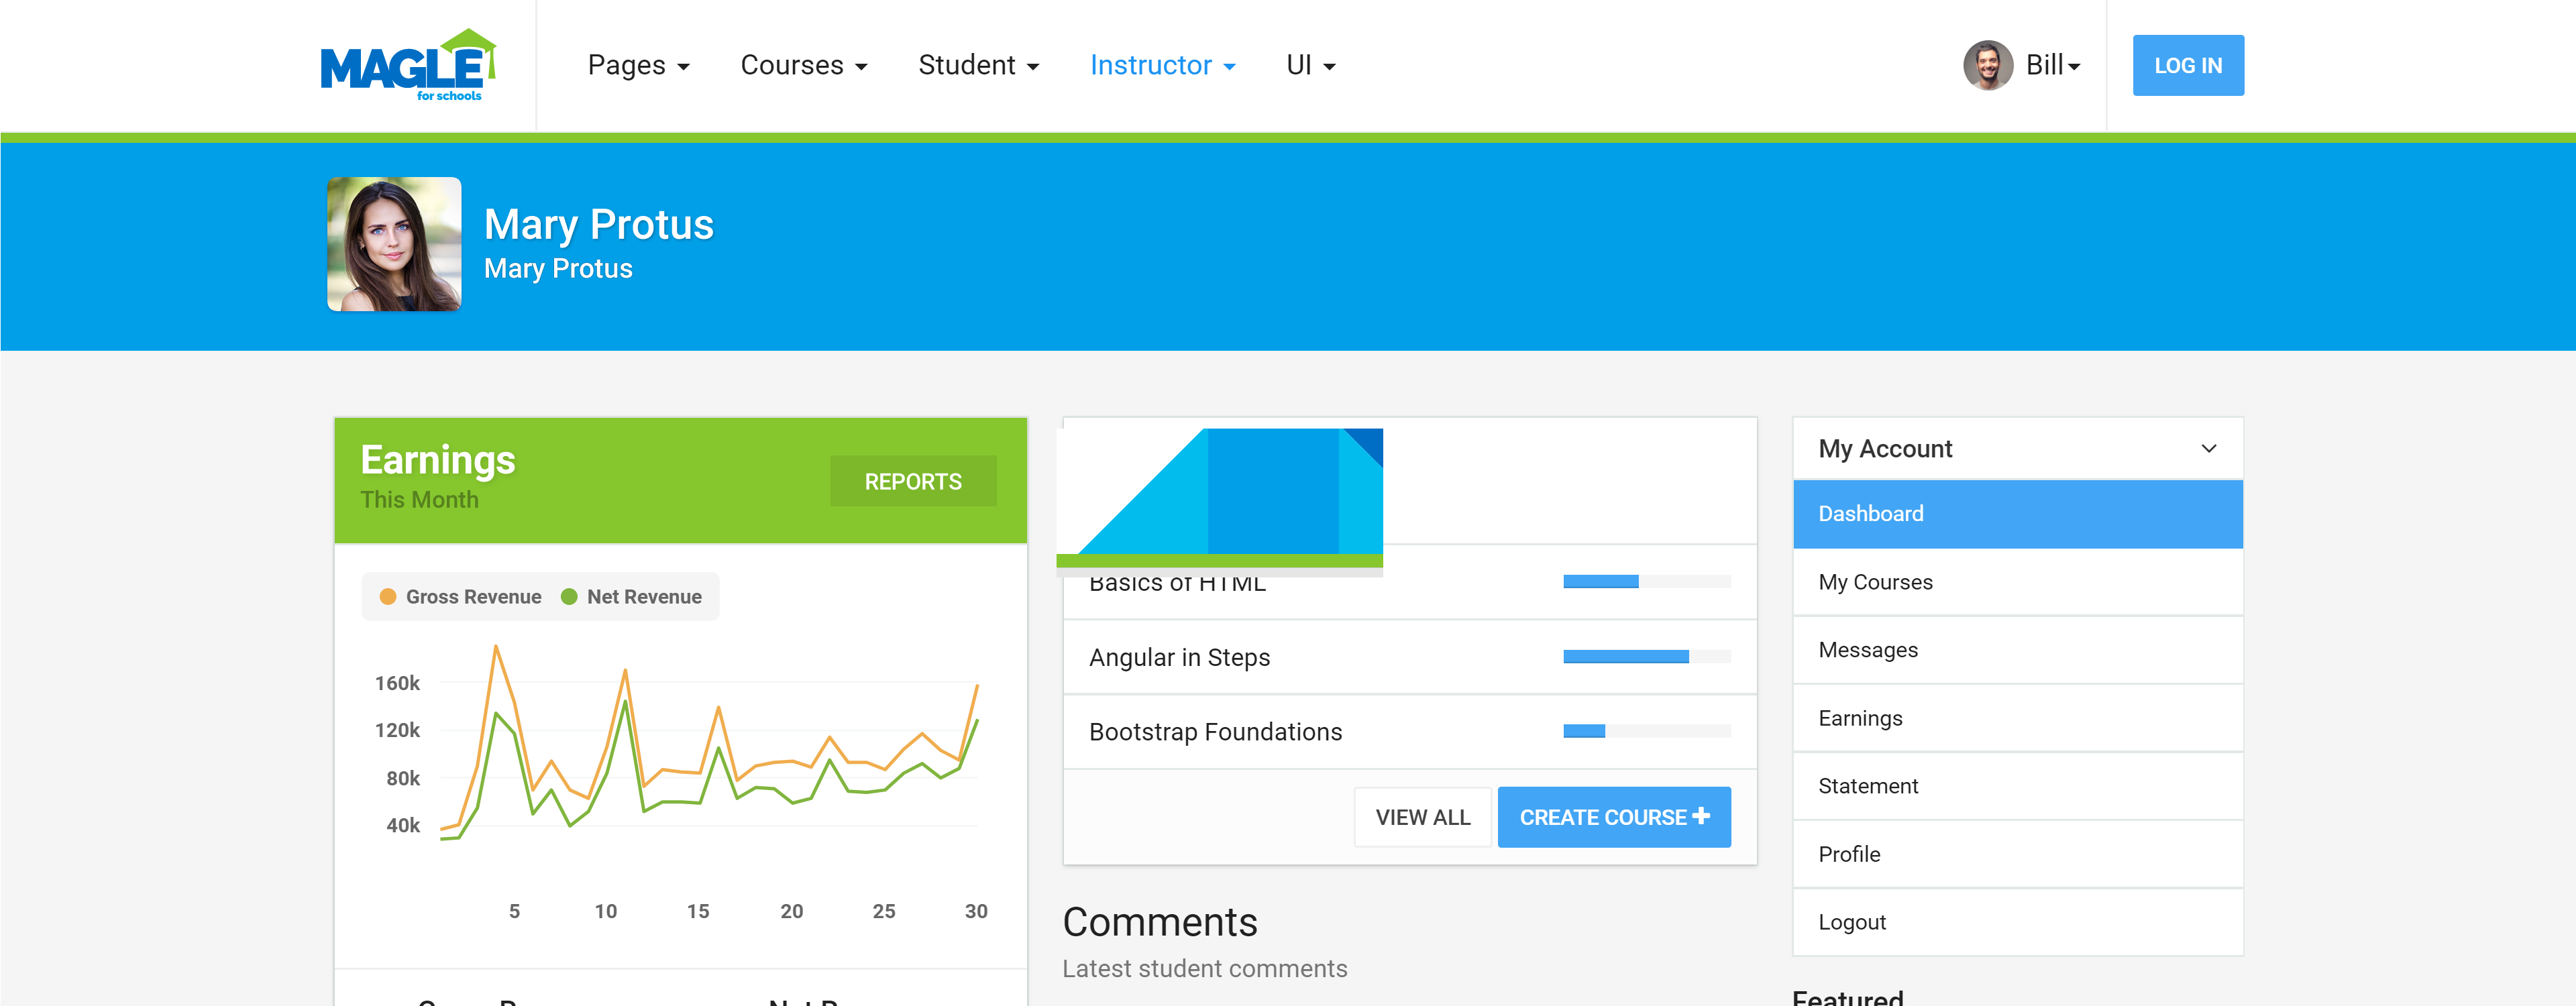 MAGLE
for schools
Pages
Courses
Student
Instructor
UI
Bill
LOG IN
Mary Protus
Mary Protus
Earnings
This Month
REPORTS
Gross Revenue
Net Revenue
160k
120k
80k
40k
5 10 15 20 25 30
Basics of HTML
Angular in Steps
Bootstrap Foundations
VIEW ALL
CREATE COURSE
Comments
Latest student comments
My Account
Dashboard
My Courses
Messages
Earnings
Statement
Profile
Logout
Featured